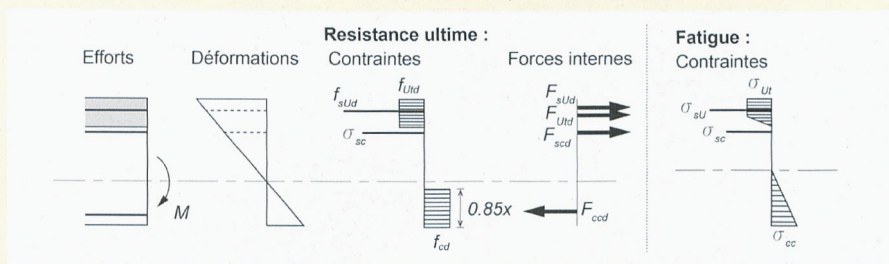 Resistance ultime :
Fatigue :
Efforts
Déformations
Contraintes
Forces internes
Contraintes
f_sUd
f_Utd
σ_sc
0.85x
f_cd
M
F_sUd
F_Utd
F_scd
F_ccd
σ_Ut
σ_sU
σ_sc
σ_cc